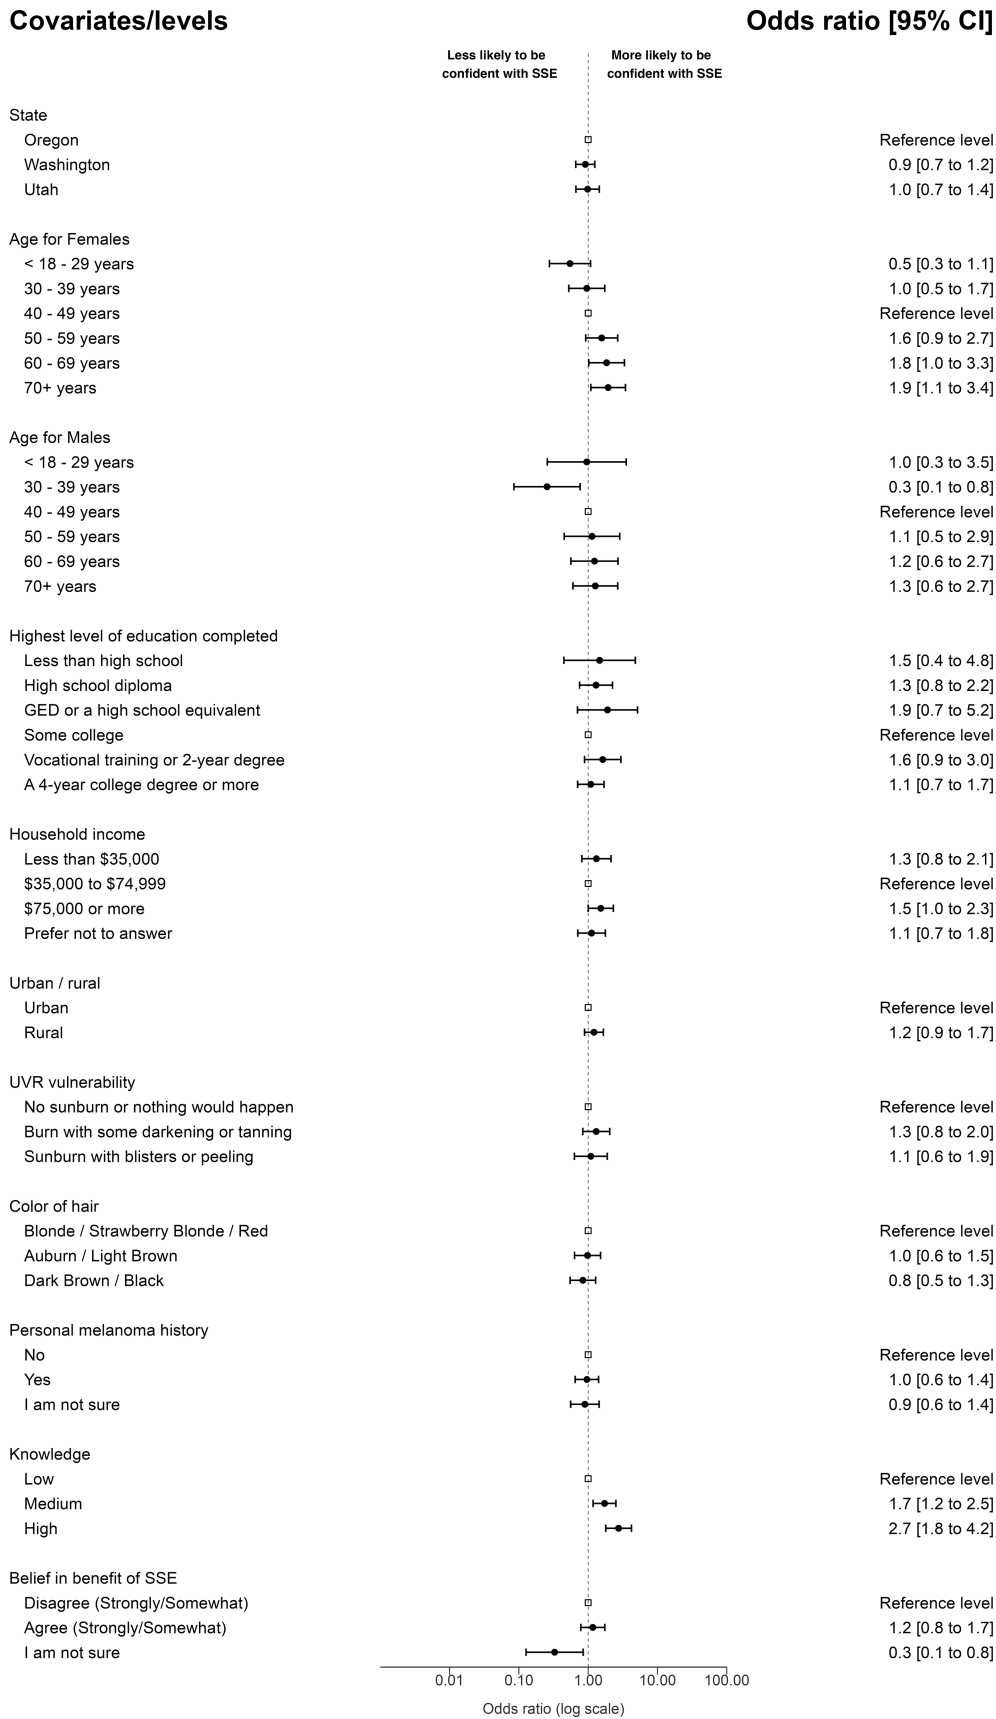 Covariates/levels Odds ratio [95% CI]
Less likely to be More likely to be
confident with SSE confident with SSE
State
Oregon Reference level
Washington 0.9 [0.7 to 1.2]
Utah 1.0 [0.7 to 1.4]
Age for Females
< 18 - 29 years 0.5 [0.3 to 1.1]
30 - 39 years 1.0 [0.5 to 1.7]
40 - 49 years Reference level
50 - 59 years 1.6 [0.9 to 2.7]
60 - 69 years 1.8 [1.0 to 3.3]
70+ years 1.9 [1.1 to 3.4]
Age for Males
< 18 - 29 years 1.0 [0.3 to 3.5]
30 - 39 years 0.3 [0.1 to 0.8]
40 - 49 years Reference level
50 - 59 years 1.1 [0.5 to 2.9]
60 - 69 years 1.2 [0.6 to 2.7]
70+ years 1.3 [0.6 to 2.7]
Highest level of education completed
Less than high school 1.5 [0.4 to 4.8]
High school diploma 1.3 [0.8 to 2.2]
GED or a high school equivalent 1.9 [0.7 to 5.2]
Some college Reference level
Vocational training or 2-year degree 1.6 [0.9 to 3.0]
A 4-year college degree or more 1.1 [0.7 to 1.7]
Household income
Less than $35,000 1.3 [0.8 to 2.1]
$35,000 to $74,999 Reference level
$75,000 or more 1.5 [1.0 to 2.3]
Prefer not to answer 1.1 [0.7 to 1.8]
Urban / rural
Urban Reference level
Rural 1.2 [0.9 to 1.7]
UVR vulnerability
No sunburn or nothing would happen Reference level
Burn with some darkening or tanning 1.3 [0.8 to 2.0]
Sunburn with blisters or peeling 1.1 [0.6 to 1.9]
Color of hair
Blonde / Strawberry Blonde / Red Reference level
Auburn / Light Brown 1.0 [0.6 to 1.5]
Dark Brown / Black 0.8 [0.5 to 1.3]
Personal melanoma history
No Reference level
Yes 1.0 [0.6 to 1.4]
I am not sure 0.9 [0.6 to 1.4]
Knowledge
Low Reference level
Medium 1.7 [1.2 to 2.5]
High 2.7 [1.8 to 4.2]
Belief in benefit of SSE
Disagree (Strongly/Somewhat) Reference level
Agree (Strongly/Somewhat) 1.2 [0.8 to 1.7]
I am not sure 0.3 [0.1 to 0.8]
0.01 0.10 1.00 10.00 100.00
Odds ratio (log scale)